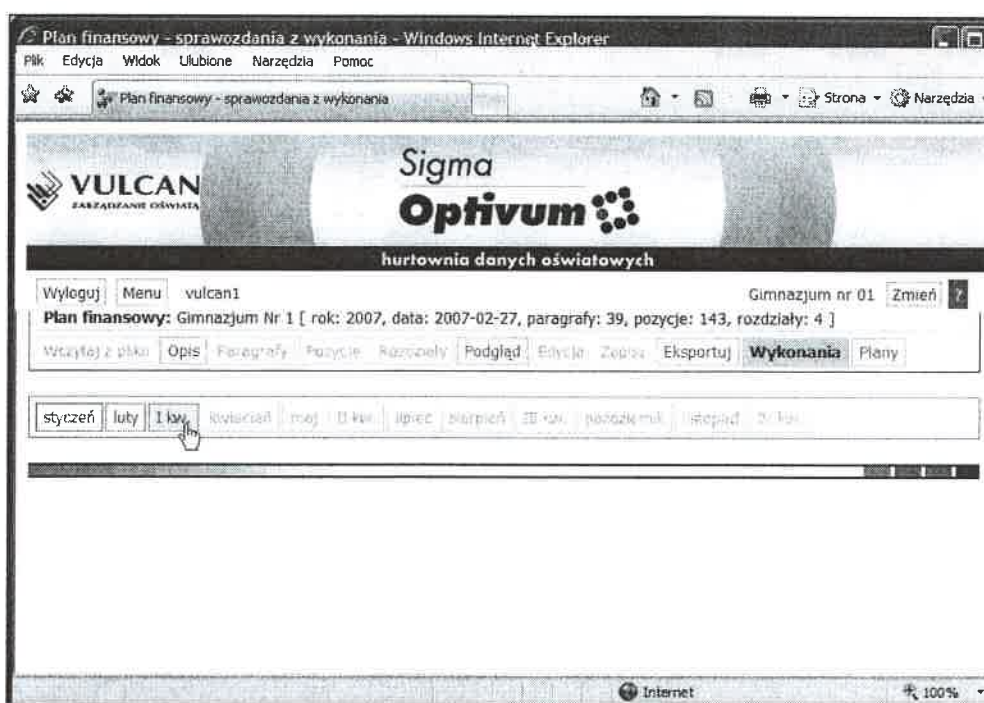 Plan finansowy - sprawozdania z wykonania - Windows Internet Explorer
Plik Edycja Widok Ulubione Narzędzia Pomoc
Plan finansowy - sprawozdania z wykonania Strona Narzędzia
VULCAN
ZARZĄDZANIE OŚWIATĄ
Sigma
Optivum
hurtownia danych oświatowych
Wyloguj Menu vulcan1 Gimnazjum nr 01 Zmień ?
Plan finansowy: Gimnazjum Nr 1 [ rok: 2007, data: 2007-02-27, paragrafy: 39, pozycje: 143, rozdziały: 4 ]
Wczytaj z pliku Opis Paragrafy Pozycje Rozdziały Podgląd Edycja Zapisz Eksportuj Wykonania Plany
styczeń luty I kw. kwiecień maj II kw. lipiec sierpień III kw. październik listopad IV kw.
Internet 100%